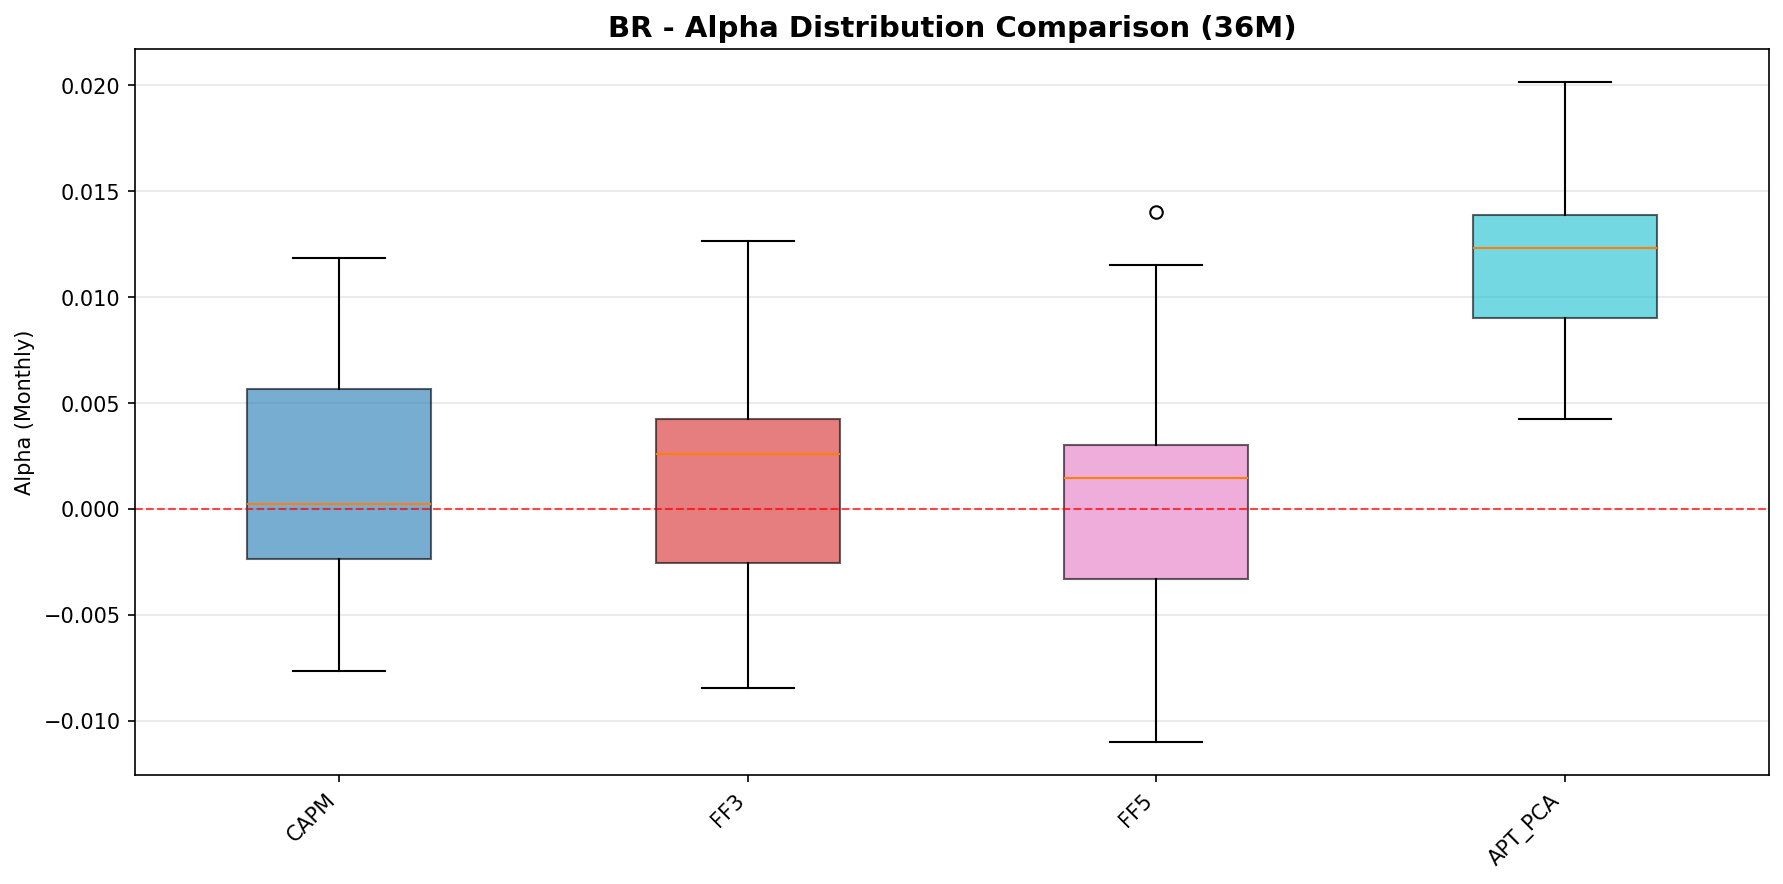 BR - Alpha Distribution Comparison (36M)
Alpha (Monthly)
0.020
0.015
0.010
0.005
0.000
−0.005
−0.010
CAPM
FF3
FF5
APT_PCA